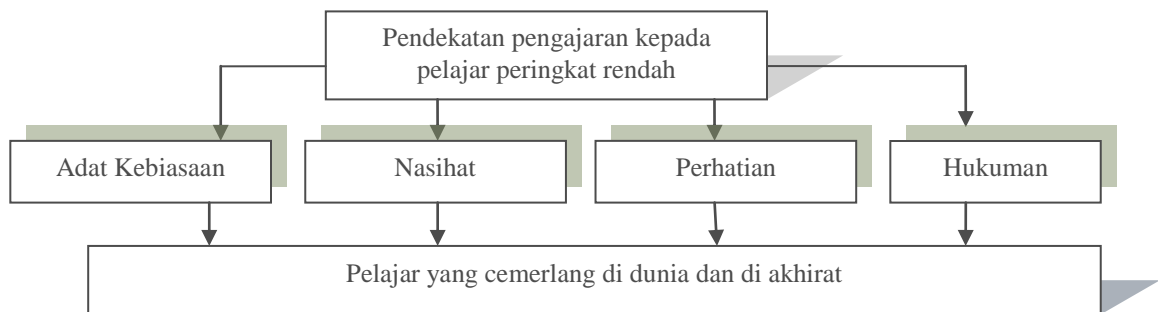 Pendekatan pengajaran kepada
pelajar peringkat rendah
Adat Kebiasaan
Nasihat
Perhatian
Hukuman
Pelajar yang cemerlang di dunia dan di akhirat